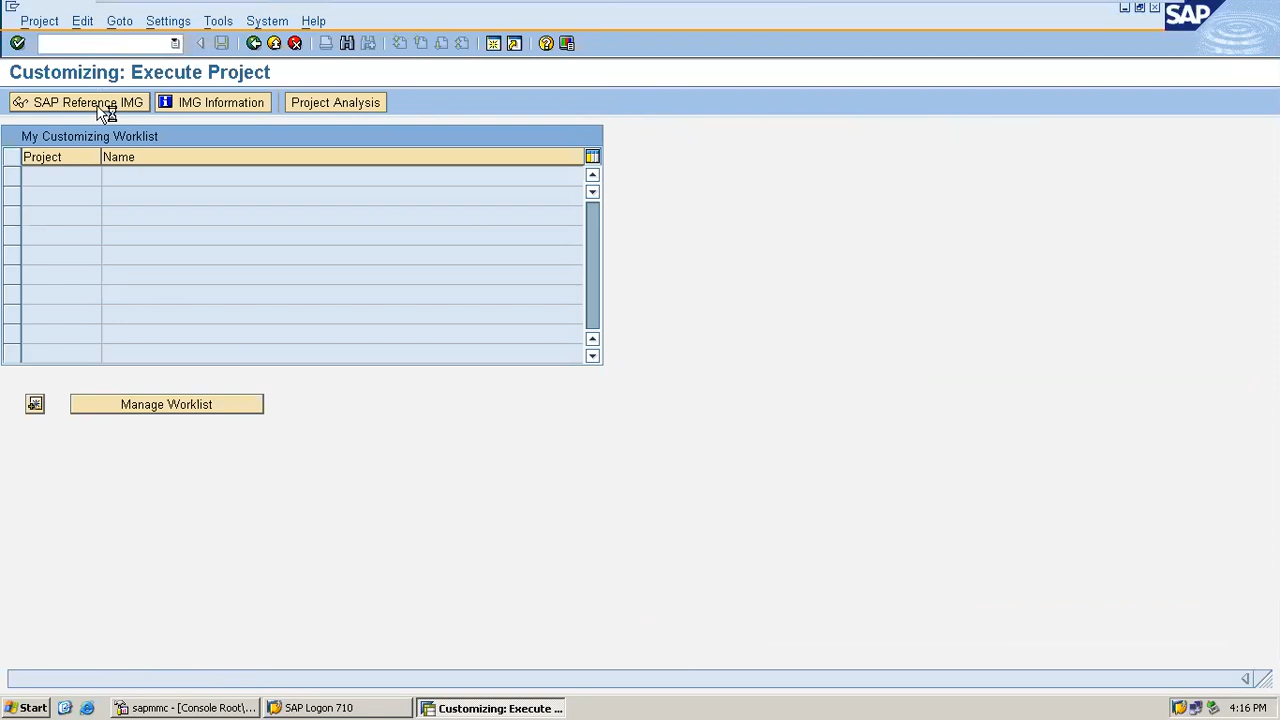 Project Edit Goto Settings Tools System Help
SAP
Customizing: Execute Project
SAP Reference IMG IMG Information Project Analysis
My Customizing Worklist
Project Name
Manage Worklist
Start sapmmc - [Console Root\... SAP Logon 710 Customizing: Execute ... 4:16 PM